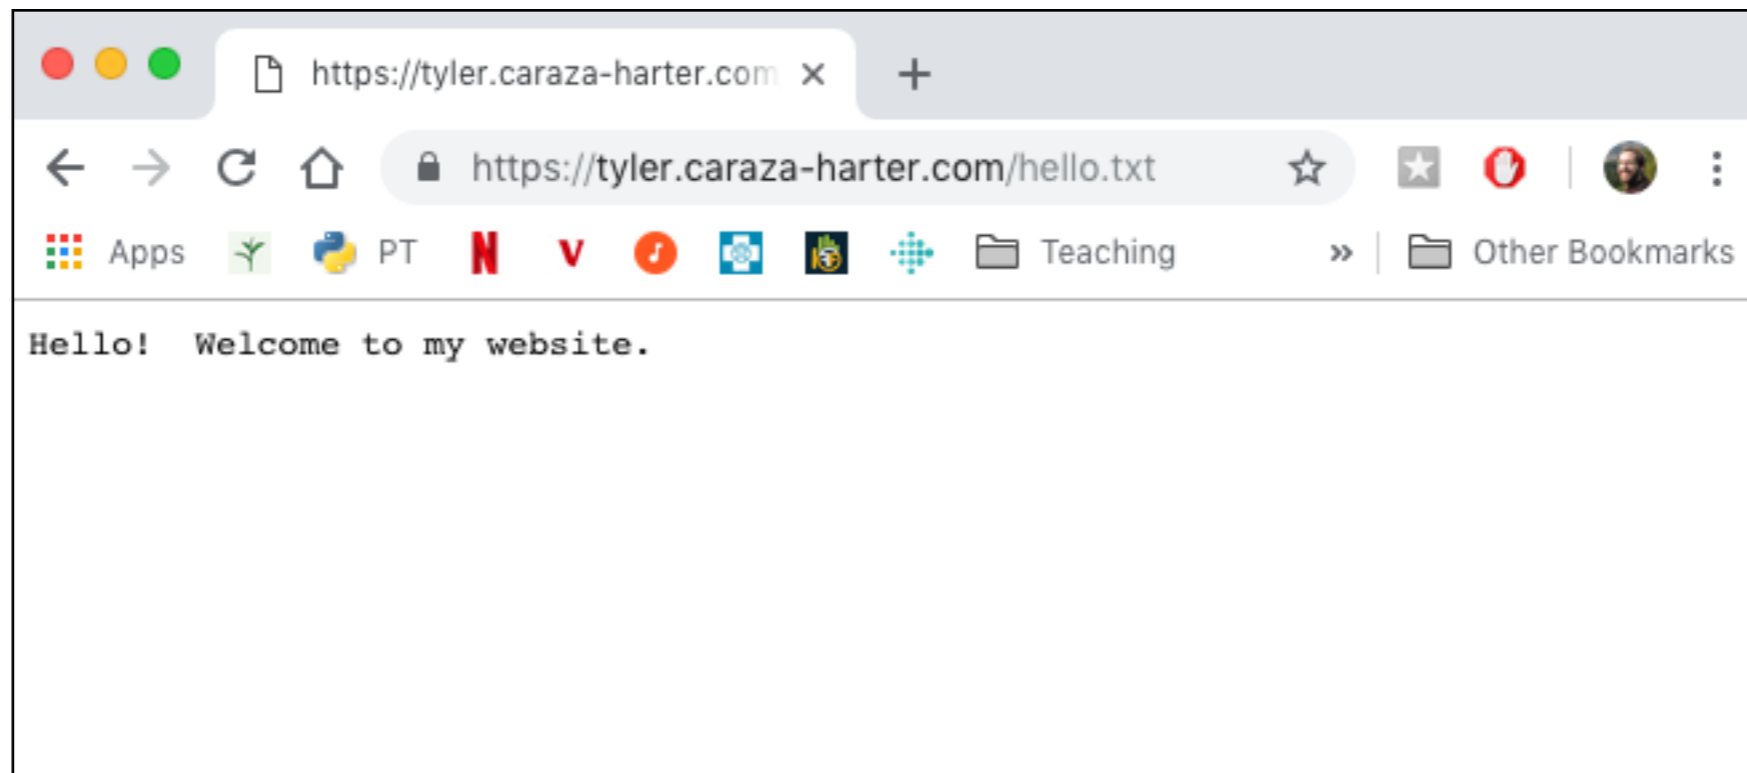 https://tyler.caraza-harter.com
https://tyler.caraza-harter.com/hello.txt
Apps PT N V Teaching » Other Bookmarks
Hello!  Welcome to my website.